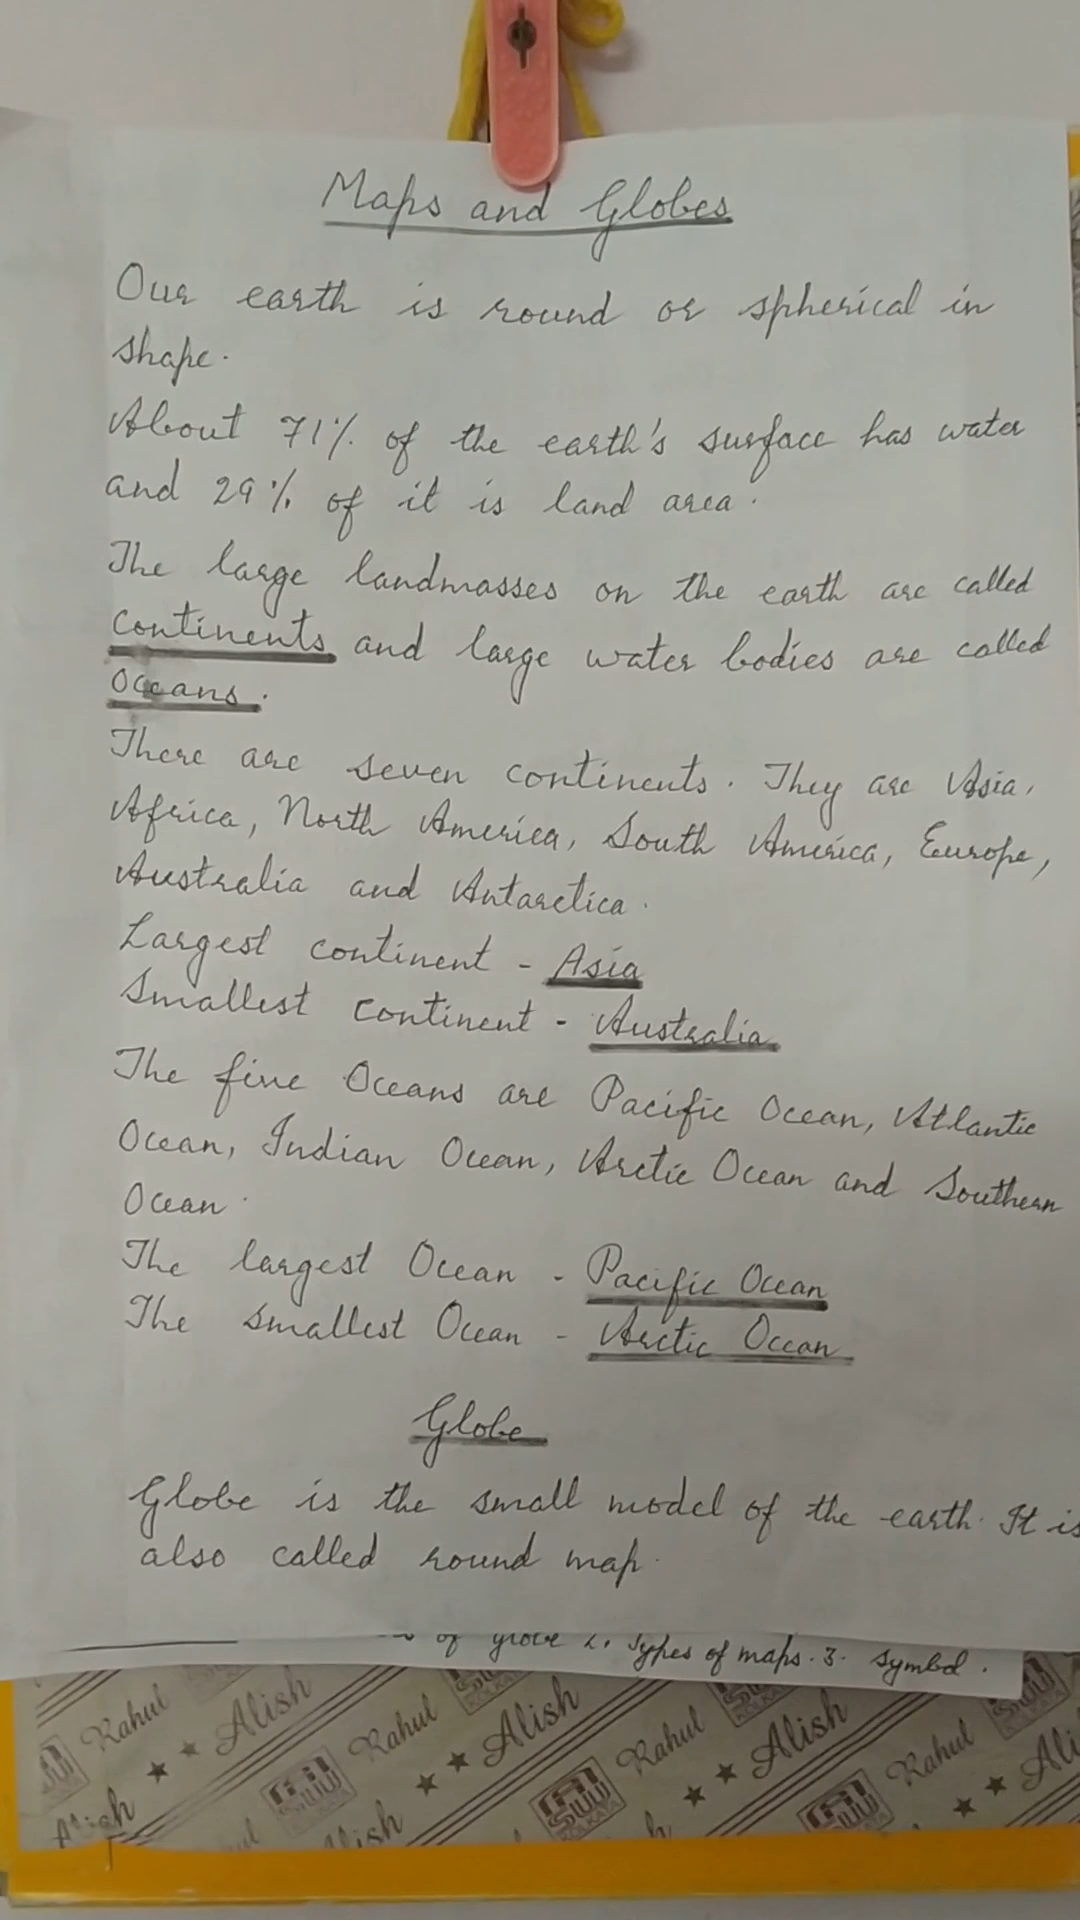 Maps and Globes
Our earth is round or spherical in
shape.
About 71% of the earth's surface has water
and 29% of it is land area.
The large landmasses on the earth are called
continents and large water bodies are called
Oceans.
There are seven continents. They are Asia,
Africa, North America, South America, Europe,
Australia and Antarctica.
Largest continent - Asia
Smallest continent - Australia
The five Oceans are Pacific Ocean, Atlantic
Ocean, Indian Ocean, Arctic Ocean and Southern
Ocean.
The largest Ocean - Pacific Ocean
The smallest Ocean - Arctic Ocean
Globe
Globe is the small model of the earth. It is
also called round map.
of globe 2. Types of maps. 3. symbol.
Rahul ★ ★ Alish
Rahul ★ ★ Alish
Rahul ★ ★ Alish
Rahul ★ ★ Ali
Alish
KOLKATA